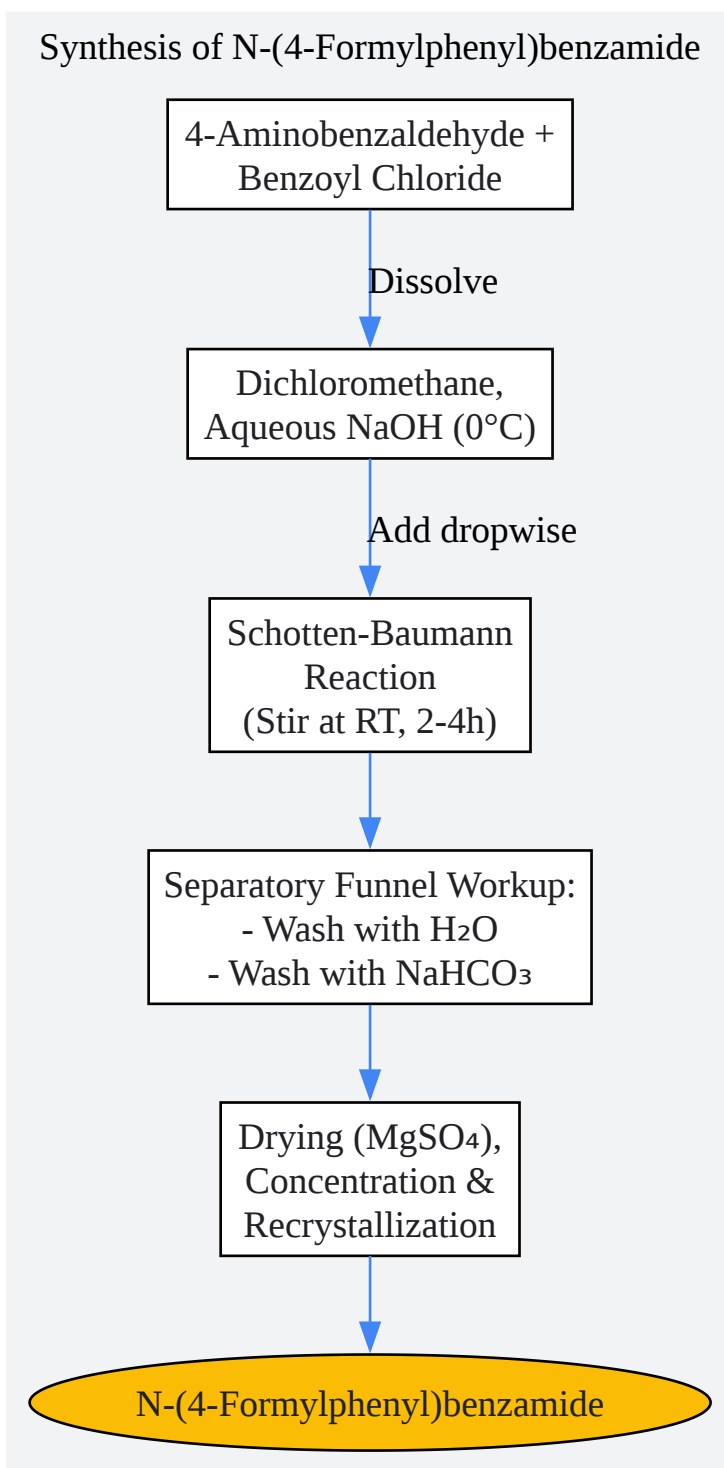 Synthesis of N-(4-Formylphenyl)benzamide
4-Aminobenzaldehyde +
Benzoyl Chloride
Dissolve
Dichloromethane,
Aqueous NaOH (0°C)
Add dropwise
Schotten-Baumann
Reaction
(Stir at RT, 2-4h)
Separatory Funnel Workup:
- Wash with H₂O
- Wash with NaHCO₃
Drying (MgSO₄),
Concentration &
Recrystallization
N-(4-Formylphenyl)benzamide